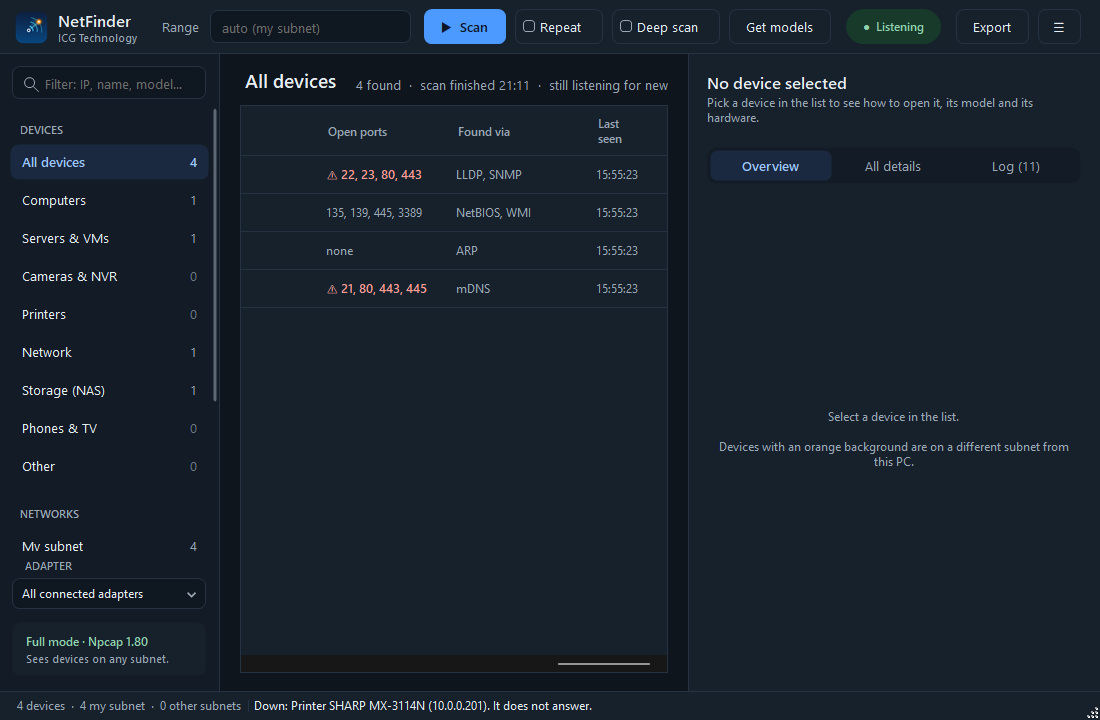 NetFinder
ICG Technology
Range
auto (my subnet)
Scan
Repeat
Deep scan
Get models
Listening
Export
Filter: IP, name, model...
DEVICES
All devices 4
Computers 1
Servers & VMs 1
Cameras & NVR 0
Printers 0
Network 1
Storage (NAS) 1
Phones & TV 0
Other 0
NETWORKS
My subnet 4
ADAPTER
All connected adapters
Full mode · Npcap 1.80
Sees devices on any subnet.
All devices
4 found · scan finished 21:11 · still listening for new
Open ports Found via Last seen
⚠ 22, 23, 80, 443 LLDP, SNMP 15:55:23
135, 139, 445, 3389 NetBIOS, WMI 15:55:23
none ARP 15:55:23
⚠ 21, 80, 443, 445 mDNS 15:55:23
No device selected
Pick a device in the list to see how to open it, its model and its
hardware.
Overview All details Log (11)
Select a device in the list.
Devices with an orange background are on a different subnet from
this PC.
4 devices · 4 my subnet · 0 other subnets
Down: Printer SHARP MX-3114N (10.0.0.201). It does not answer.